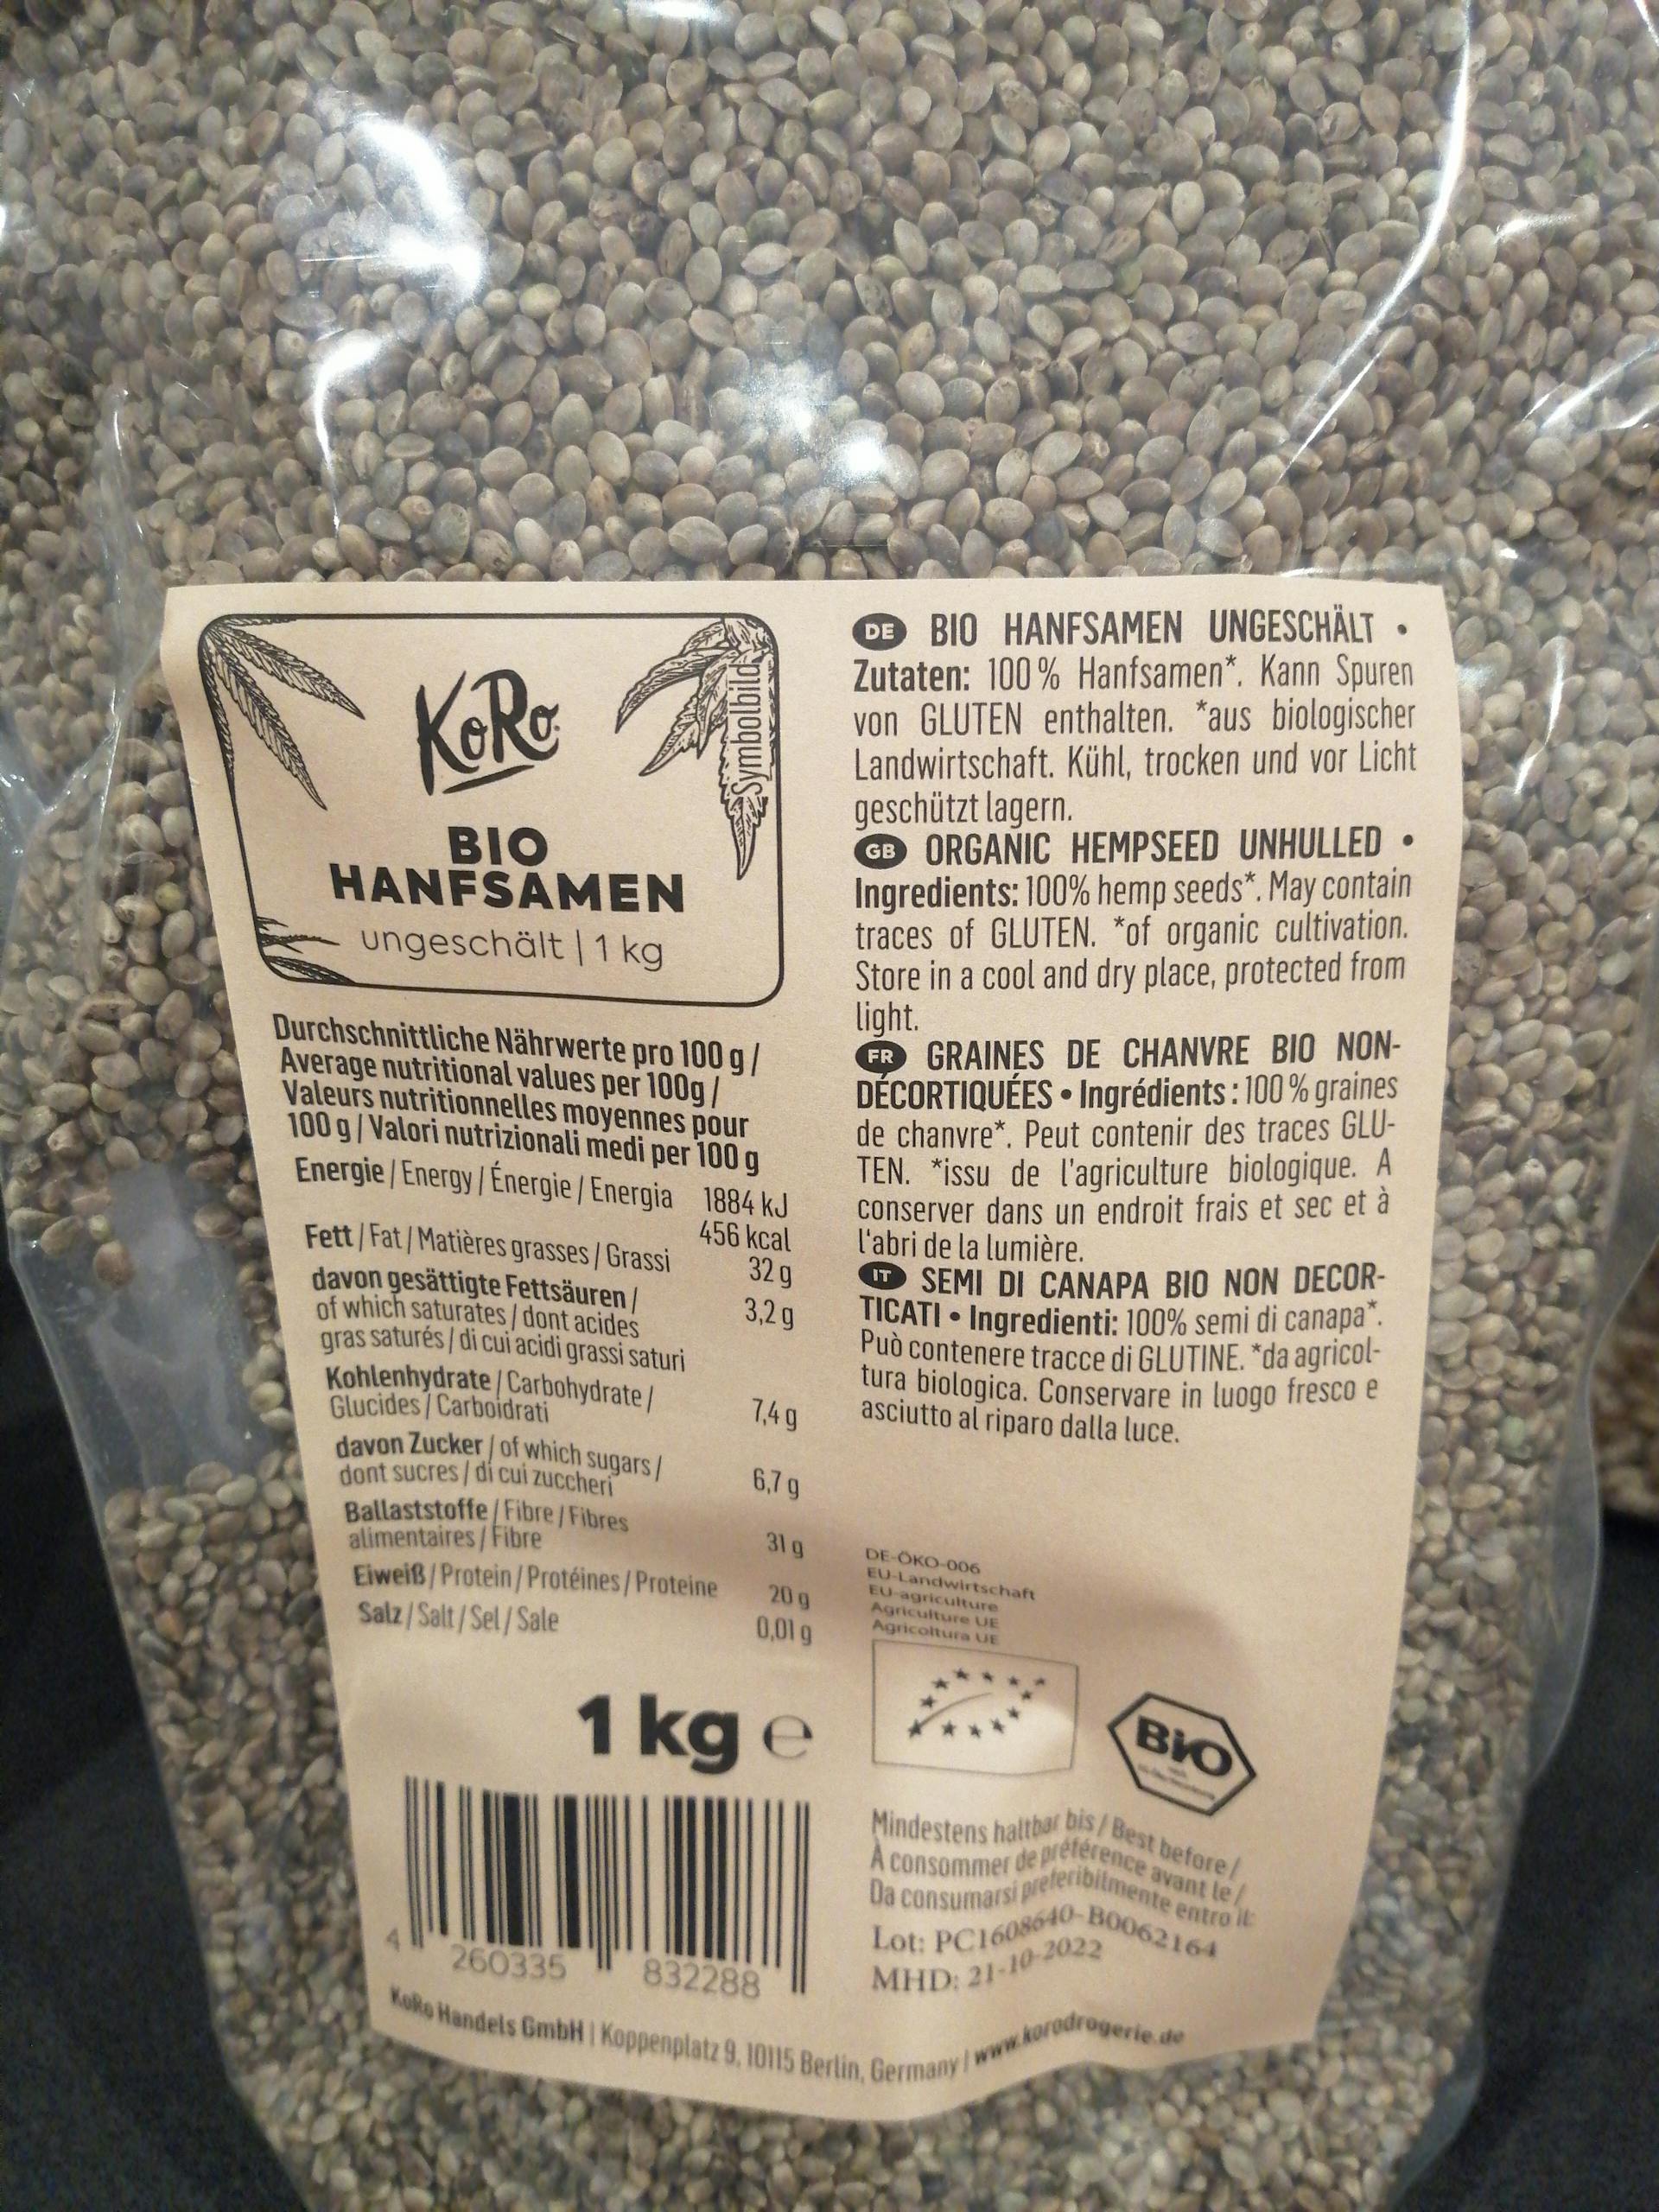 KoRo
Symbolbild
BIO
HANFSAMEN
ungeschält | 1 kg
Durchschnittliche Nährwerte pro 100 g /
Average nutritional values per 100g /
Valeurs nutritionnelles moyennes pour
100 g / Valori nutrizionali medi per 100 g
Energie / Energy / Énergie / Energia 1884 kJ
456 kcal
Fett / Fat / Matières grasses / Grassi 32 g
davon gesättigte Fettsäuren / 3,2 g
of which saturates / dont acides
gras saturés / di cui acidi grassi saturi
Kohlenhydrate / Carbohydrate /
Glucides / Carboidrati 7,4 g
davon Zucker / of which sugars /
dont sucres / di cui zuccheri 6,7 g
Ballaststoffe / Fibre / Fibres
alimentaires / Fibre 31 g
Eiweiß / Protein / Protéines / Proteine 20 g
Salz / Salt / Sel / Sale 0,01 g
1 kg e
4 260335 832288
DE BIO HANFSAMEN UNGESCHÄLT •
Zutaten: 100 % Hanfsamen*. Kann Spuren
von GLUTEN enthalten. *aus biologischer
Landwirtschaft. Kühl, trocken und vor Licht
geschützt lagern.
GB ORGANIC HEMPSEED UNHULLED •
Ingredients: 100% hemp seeds*. May contain
traces of GLUTEN. *of organic cultivation.
Store in a cool and dry place, protected from
light.
FR GRAINES DE CHANVRE BIO NON-
DÉCORTIQUÉES • Ingrédients : 100 % graines
de chanvre*. Peut contenir des traces GLU-
TEN. *issu de l'agriculture biologique. A
conserver dans un endroit frais et sec et à
l'abri de la lumière.
IT SEMI DI CANAPA BIO NON DECOR-
TICATI • Ingredienti: 100% semi di canapa*.
Può contenere tracce di GLUTINE. *da agricol-
tura biologica. Conservare in luogo fresco e
asciutto al riparo dalla luce.
DE-ÖKO-006
EU-Landwirtschaft
EU-agriculture
Agriculture UE
Agricoltura UE
Bio
Mindestens haltbar bis / Best before /
À consommer de préférence avant le /
Da consumarsi preferibilmente entro il:
Lot: PC1608640-B0062164
MHD: 21-10-2022
KoRo Handels GmbH | Koppenplatz 9, 10115 Berlin, Germany | www.korodrogerie.de